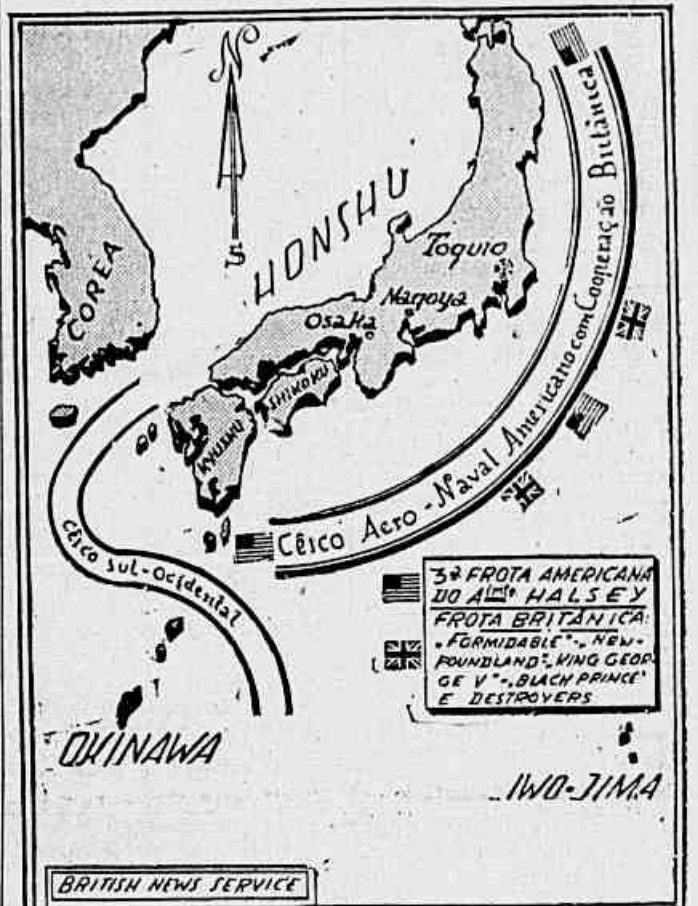 N
S
COREA
HONSHU
Toquio
Nagoya
Osaka
SHIKOKU
KYUSHU
Cêrco Aero-Naval Americano com Cooperação Britânica
Cêrco Sul-Ocidental
3ª FROTA AMERICANA
DO ALMTE HALSEY
FROTA BRITÂNICA:
"FORMIDABLE"-, NEW-
FOUNDLAND"-, KING GEOR-
GE V"-, BLACH PRINCE"
E DESTROYERS
OKINAWA
IWO-JIMA
BRITISH NEWS SERVICE